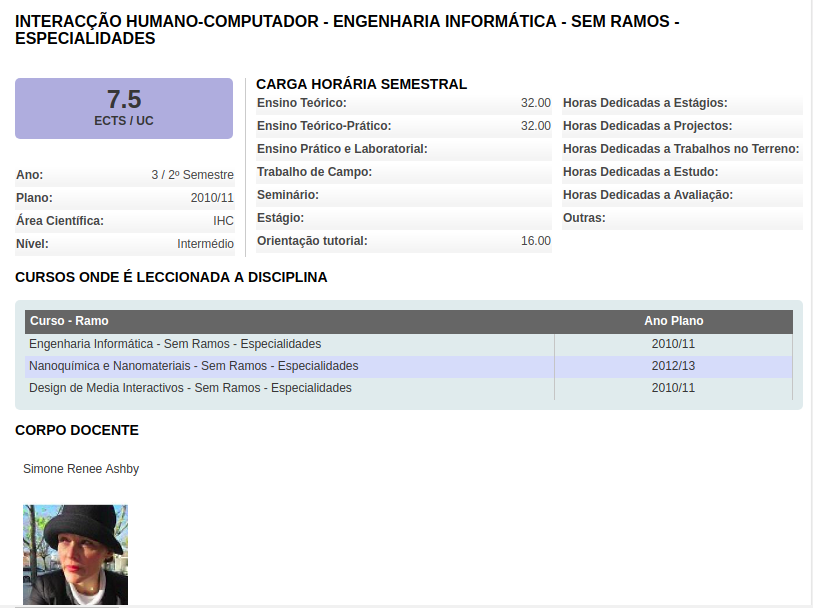 INTERACÇÃO HUMANO-COMPUTADOR - ENGENHARIA INFORMÁTICA - SEM RAMOS -
ESPECIALIDADES
7.5
ECTS / UC
Ano: 3 / 2º Semestre
Plano: 2010/11
Área Científica: IHC
Nível: Intermédio
CARGA HORÁRIA SEMESTRAL
Ensino Teórico: 32.00
Ensino Teórico-Prático: 32.00
Ensino Prático e Laboratorial:
Trabalho de Campo:
Seminário:
Estágio:
Orientação tutorial: 16.00
Horas Dedicadas a Estágios:
Horas Dedicadas a Projectos:
Horas Dedicadas a Trabalhos no Terreno:
Horas Dedicadas a Estudo:
Horas Dedicadas a Avaliação:
Outras:
CURSOS ONDE É LECCIONADA A DISCIPLINA
Curso - Ramo Ano Plano
Engenharia Informática - Sem Ramos - Especialidades 2010/11
Nanoquímica e Nanomateriais - Sem Ramos - Especialidades 2012/13
Design de Media Interactivos - Sem Ramos - Especialidades 2010/11
CORPO DOCENTE
Simone Renee Ashby